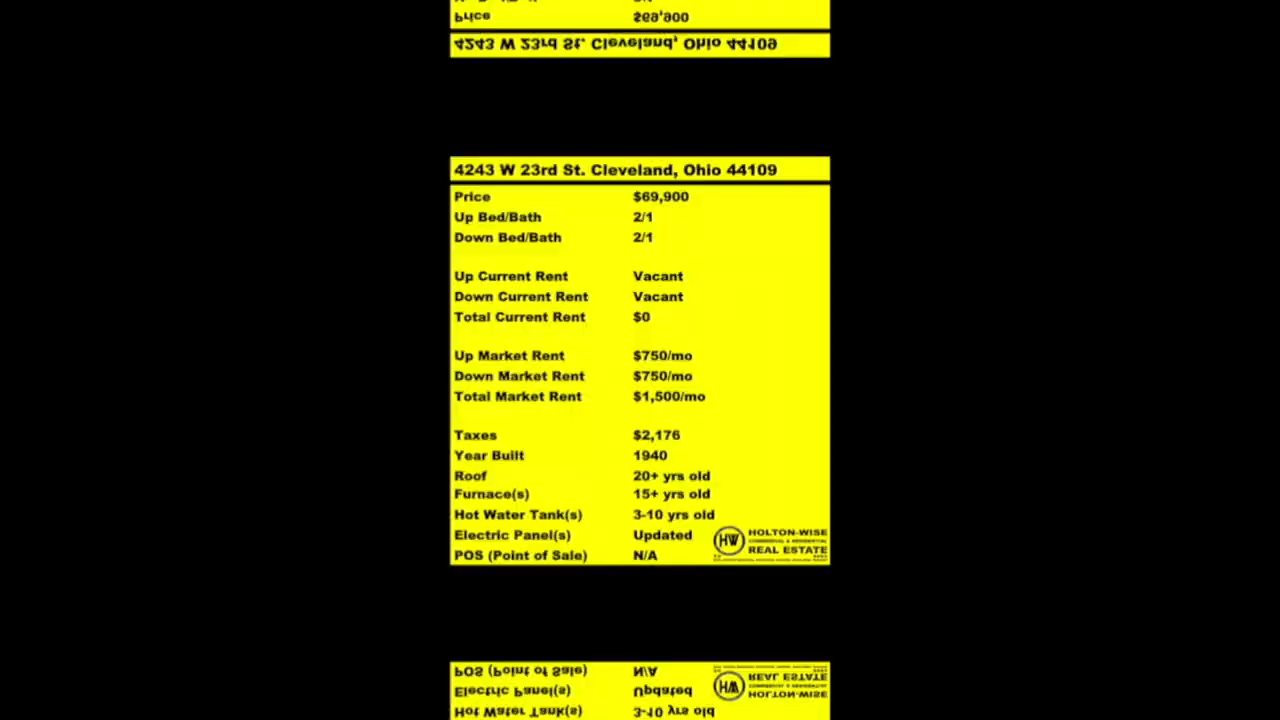 Price $69,900
4243 W 23rd St. Cleveland, Ohio 44109
4243 W 23rd St. Cleveland, Ohio 44109
Price $69,900
Up Bed/Bath 2/1
Down Bed/Bath 2/1
Up Current Rent Vacant
Down Current Rent Vacant
Total Current Rent $0
Up Market Rent $750/mo
Down Market Rent $750/mo
Total Market Rent $1,500/mo
Taxes $2,176
Year Built 1940
Roof 20+ yrs old
Furnace(s) 15+ yrs old
Hot Water Tank(s) 3-10 yrs old
Electric Panel(s) Updated
POS (Point of Sale) N/A
HW HOLTON-WISE
COMMERCIAL & RESIDENTIAL
REAL ESTATE
POS (Point of Sale) N/A
Electric Panel(s) Updated
Hot Water Tank(s) 3-10 yrs old
HW REAL ESTATE
COMMERCIAL & RESIDENTIAL
HOLTON-WISE